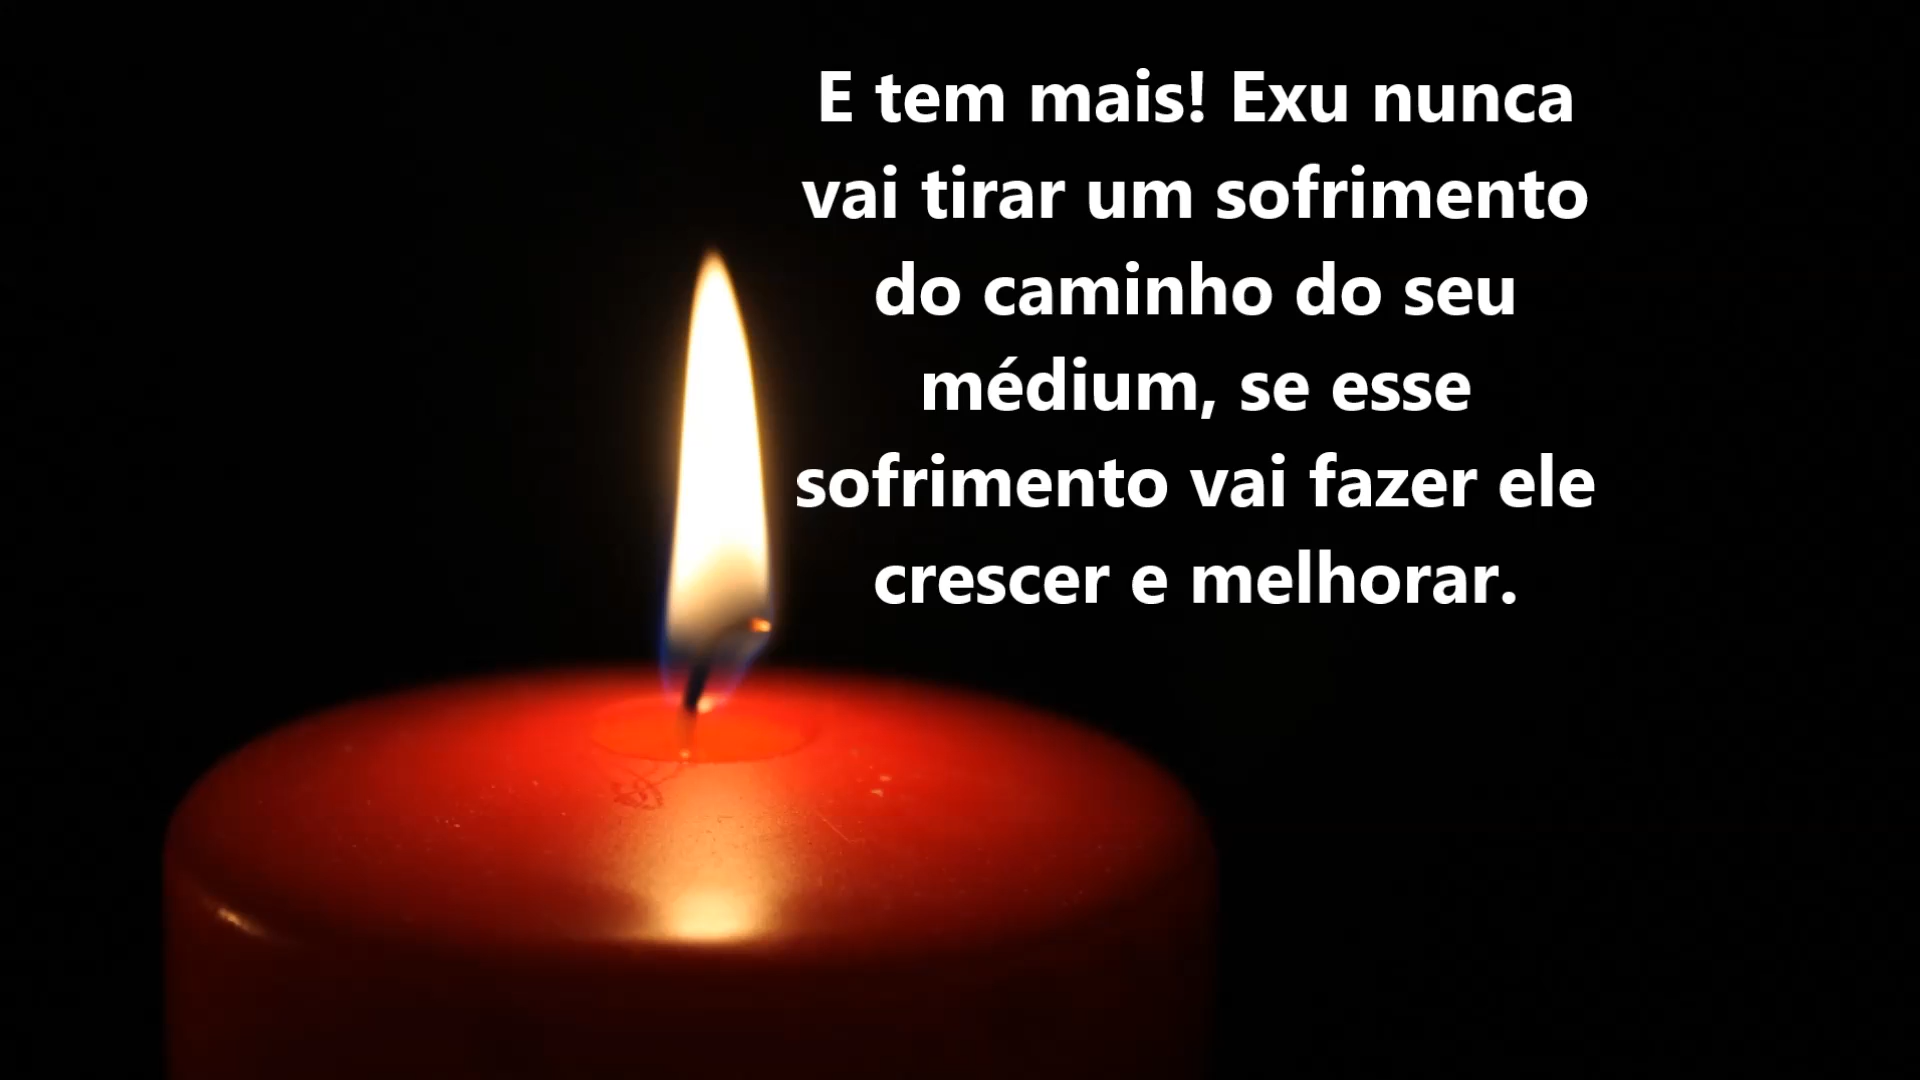 E tem mais! Exu nunca
vai tirar um sofrimento
do caminho do seu
médium, se esse
sofrimento vai fazer ele
crescer e melhorar.